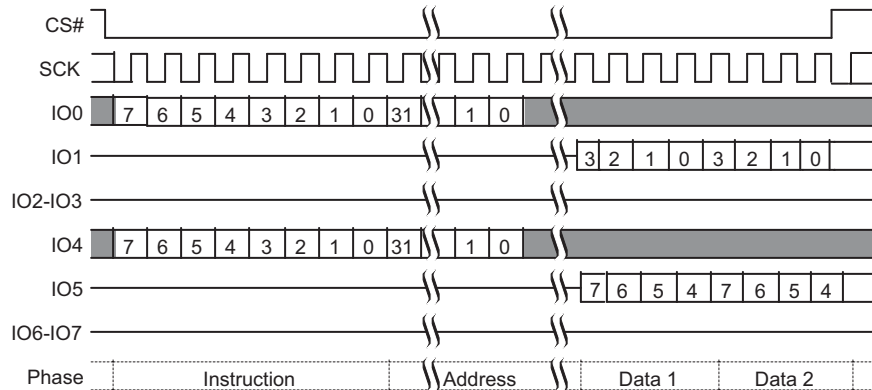 CS#
SCK
IO0 7 6 5 4 3 2 1 0 31 1 0
IO1 3 2 1 0 3 2 1 0
IO2-IO3
IO4 7 6 5 4 3 2 1 0 31 1 0
IO5 7 6 5 4 7 6 5 4
IO6-IO7
Phase Instruction Address Data 1 Data 2